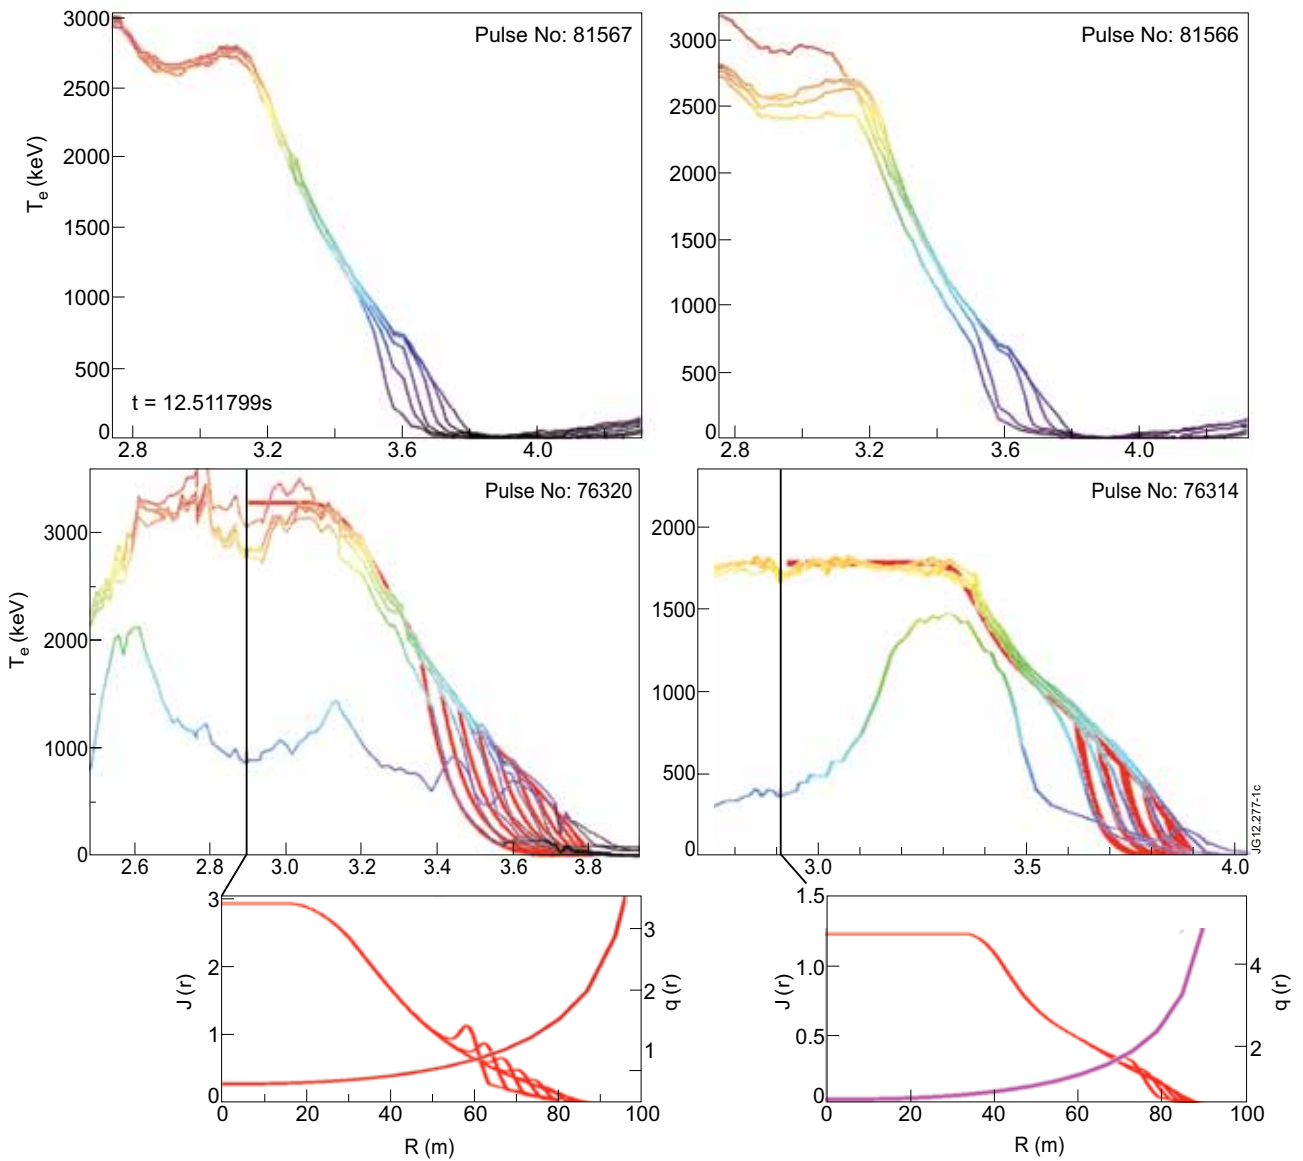 Pulse No: 81567
3000
2500
2000
1500
1000
500
0
T_e (keV)
t = 12.511799s
2.8 3.2 3.6 4.0
Pulse No: 81566
3000
2500
2000
1500
1000
500
0
2.8 3.2 3.6 4.0
Pulse No: 76320
3000
2000
1000
0
T_e (keV)
2.6 2.8 3.0 3.2 3.4 3.6 3.8
Pulse No: 76314
2000
1500
1000
500
0
3.0 3.5 4.0
JG12.277-1c
3
2
1
0
J (r)
3
2
1
q (r)
0 20 40 60 80 100
R (m)
1.5
1.0
0.5
0
J (r)
4
2
q (r)
0 20 40 60 80 100
R (m)